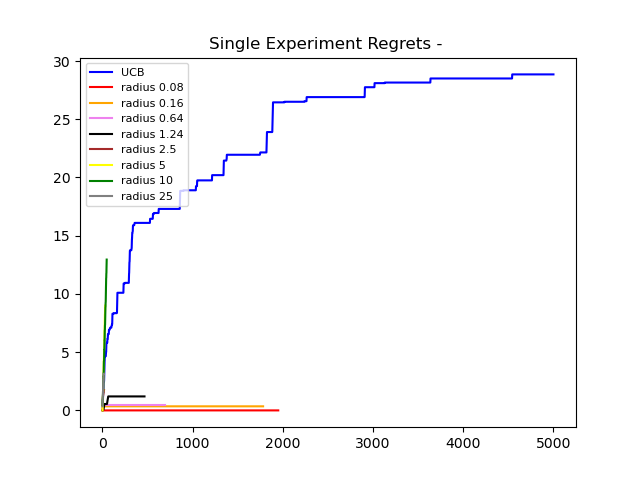 Single Experiment Regrets -
30
25
20
15
10
5
0
UCB
radius 0.08
radius 0.16
radius 0.64
radius 1.24
radius 2.5
radius 5
radius 10
radius 25
0 1000 2000 3000 4000 5000